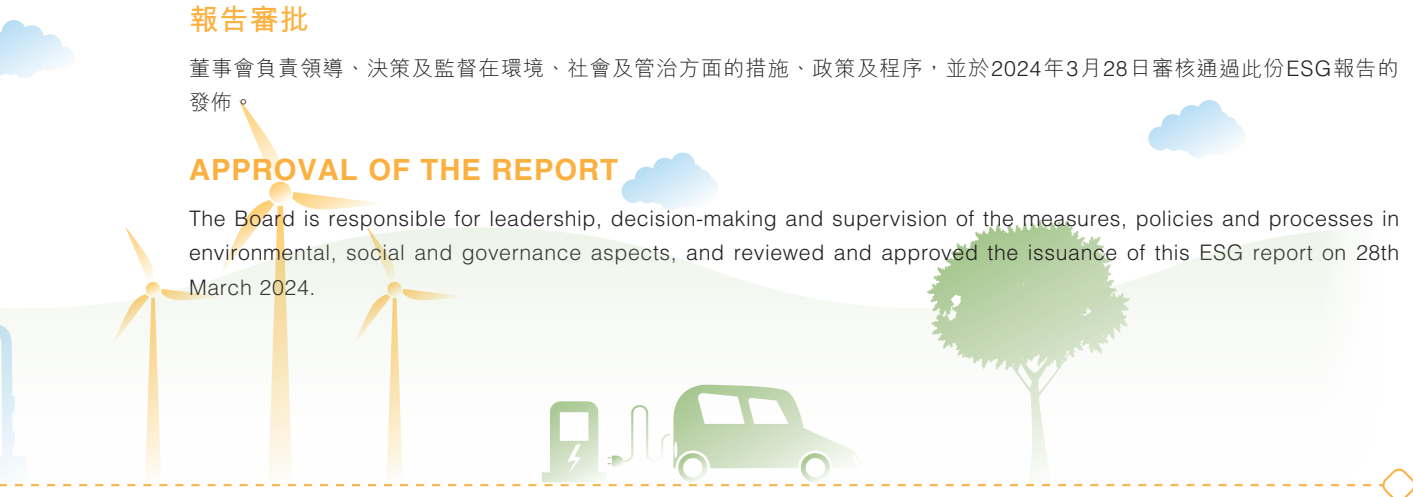 報告審批
董事會負責領導、決策及監督在環境、社會及管治方面的措施、政策及程序，並於2024年3月28日審核通過此份ESG報告的
發佈。
APPROVAL OF THE REPORT
The Board is responsible for leadership, decision-making and supervision of the measures, policies and processes in
environmental, social and governance aspects, and reviewed and approved the issuance of this ESG report on 28th
March 2024.